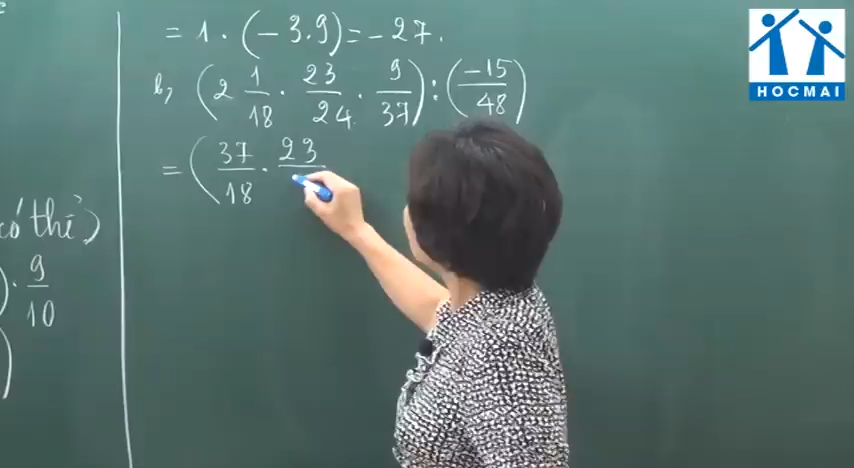 = 1 . (-3.9) = -27.
b, (2 1/18 . 23/24 . 9/37) : (-15/48)
= (37/18 . 23
có thể)
) . 9/10
)
HOCMAI